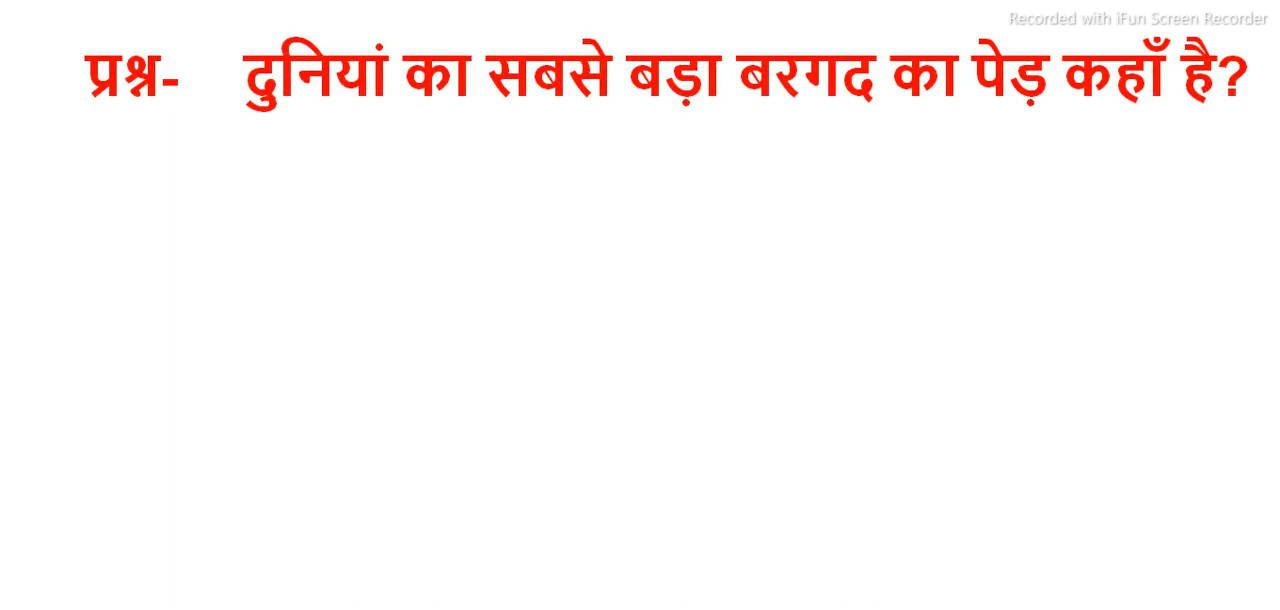 Recorded with iFun Screen Recorder
प्रश्न- दुनियां का सबसे बड़ा बरगद का पेड़ कहाँ है?